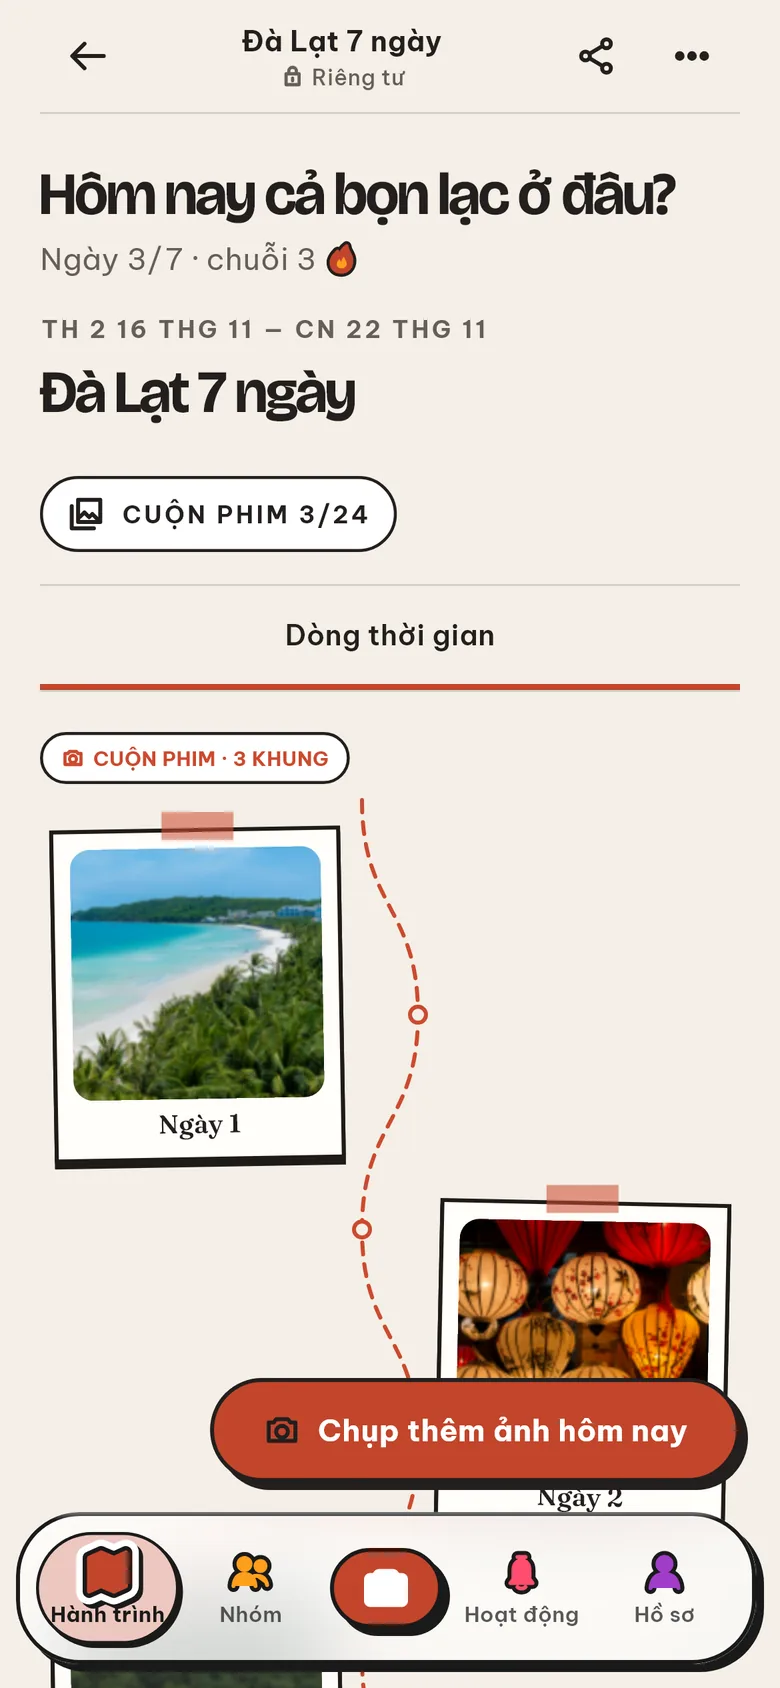 Đà Lạt 7 ngày
Riêng tư
Hôm nay cả bọn lạc ở đâu?
Ngày 3/7 · chuỗi 3
TH 2 16 THG 11 – CN 22 THG 11
Đà Lạt 7 ngày
CUỘN PHIM 3/24
Dòng thời gian
CUỘN PHIM · 3 KHUNG
Ngày 1
Chụp thêm ảnh hôm nay
Ngày 2
Hành trình
Nhóm
Hoạt động
Hồ sơ